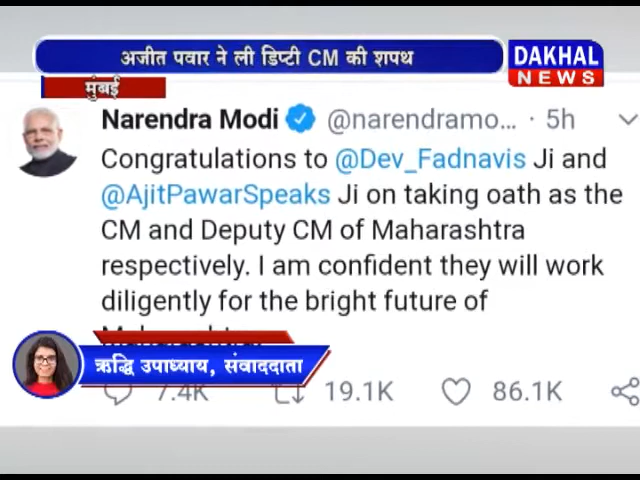 अजीत पवार ने ली डिप्टी CM की शपथ
DAKHAL
NEWS
मुंबई
Narendra Modi @narendramo... · 5h
Congratulations to @Dev_Fadnavis Ji and
@AjitPawarSpeaks Ji on taking oath as the
CM and Deputy CM of Maharashtra
respectively. I am confident they will work
diligently for the bright future of
ऋद्धि उपाध्याय, संवाददाता
7.4K 19.1K 86.1K